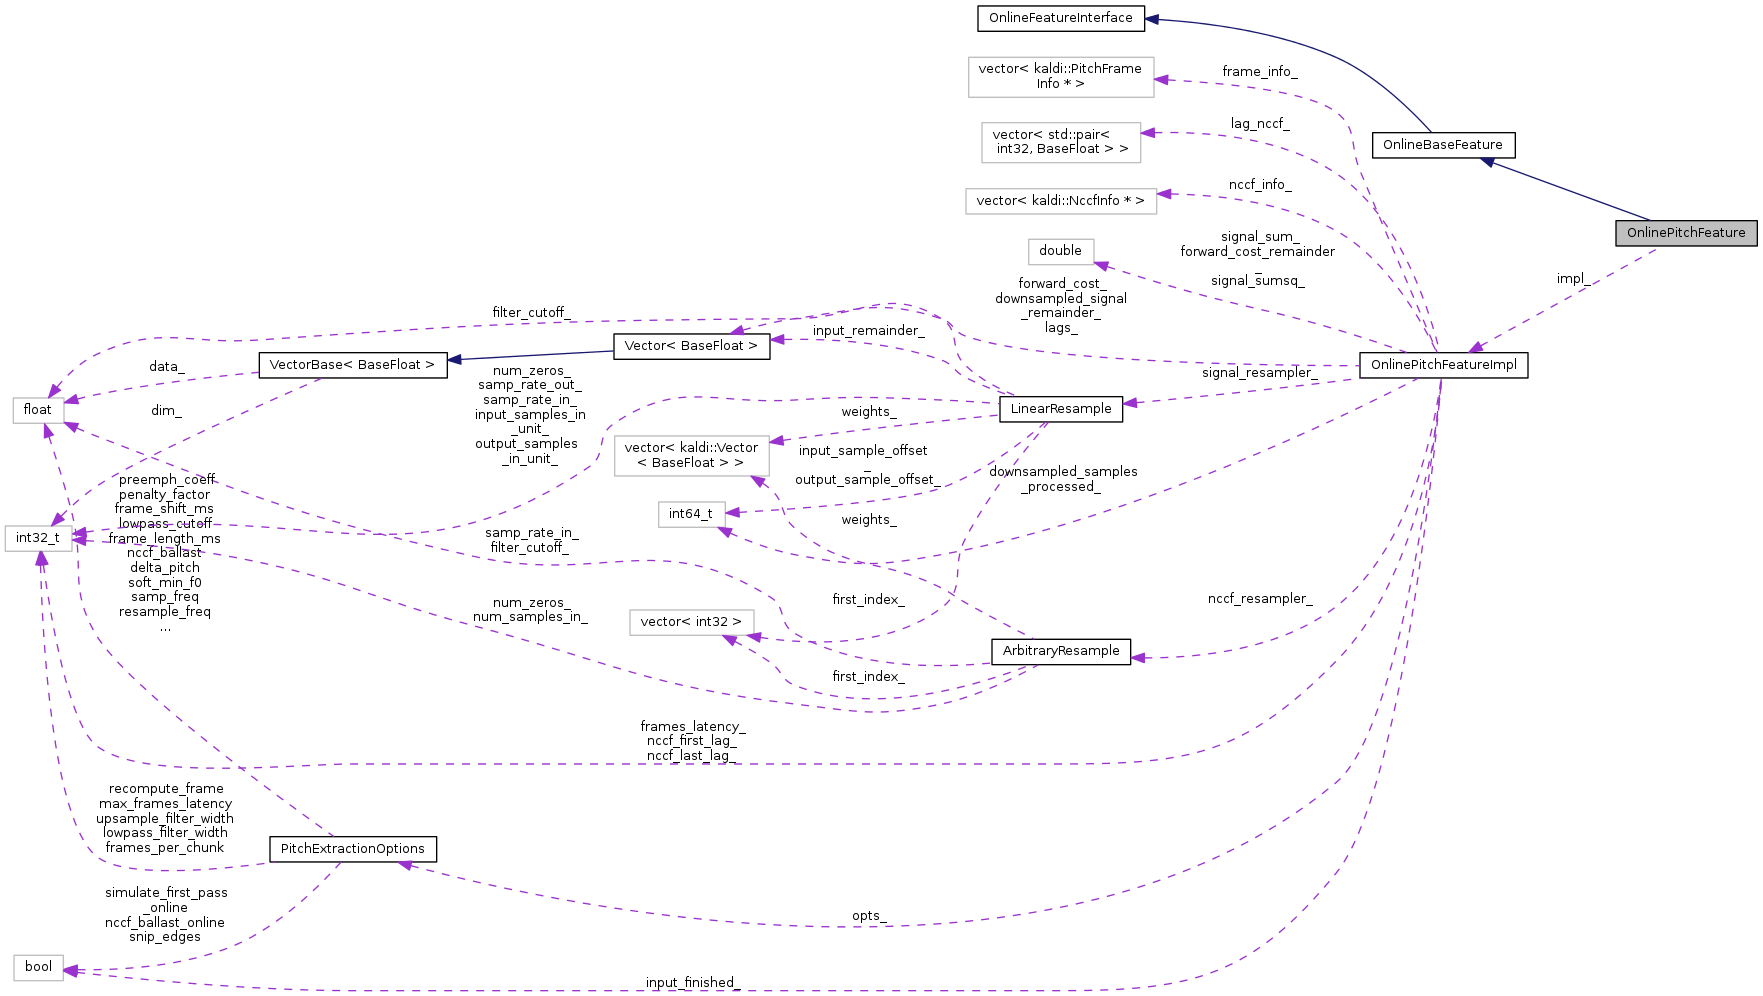 OnlineFeatureInterface
vector< kaldi::PitchFrame
Info * >
frame_info_
vector< std::pair<
int32, BaseFloat > >
lag_nccf_
OnlineBaseFeature
vector< kaldi::NccfInfo * >
nccf_info_
OnlinePitchFeature
double
signal_sum_
forward_cost_remainder
_
signal_sumsq_
impl_
forward_cost_
downsampled_signal
_remainder_
lags_
filter_cutoff_
input_remainder_
Vector< BaseFloat >
VectorBase< BaseFloat >
OnlinePitchFeatureImpl
data_
signal_resampler_
num_zeros_
samp_rate_out_
samp_rate_in_
input_samples_in
_unit_
output_samples
_in_unit_
float
dim_
weights_
LinearResample
vector< kaldi::Vector
< BaseFloat > >
input_sample_offset
_
output_sample_offset_
downsampled_samples
_processed_
preemph_coeff
penalty_factor
frame_shift_ms
lowpass_cutoff
frame_length_ms
nccf_ballast
delta_pitch
soft_min_f0
samp_freq
resample_freq
...
int64_t
weights_
int32_t
samp_rate_in_
filter_cutoff_
num_zeros_
num_samples_in_
first_index_
nccf_resampler_
vector< int32 >
ArbitraryResample
first_index_
frames_latency_
nccf_first_lag_
nccf_last_lag_
recompute_frame
max_frames_latency
upsample_filter_width
lowpass_filter_width
frames_per_chunk
PitchExtractionOptions
simulate_first_pass
_online
nccf_ballast_online
snip_edges
opts_
bool
input_finished_